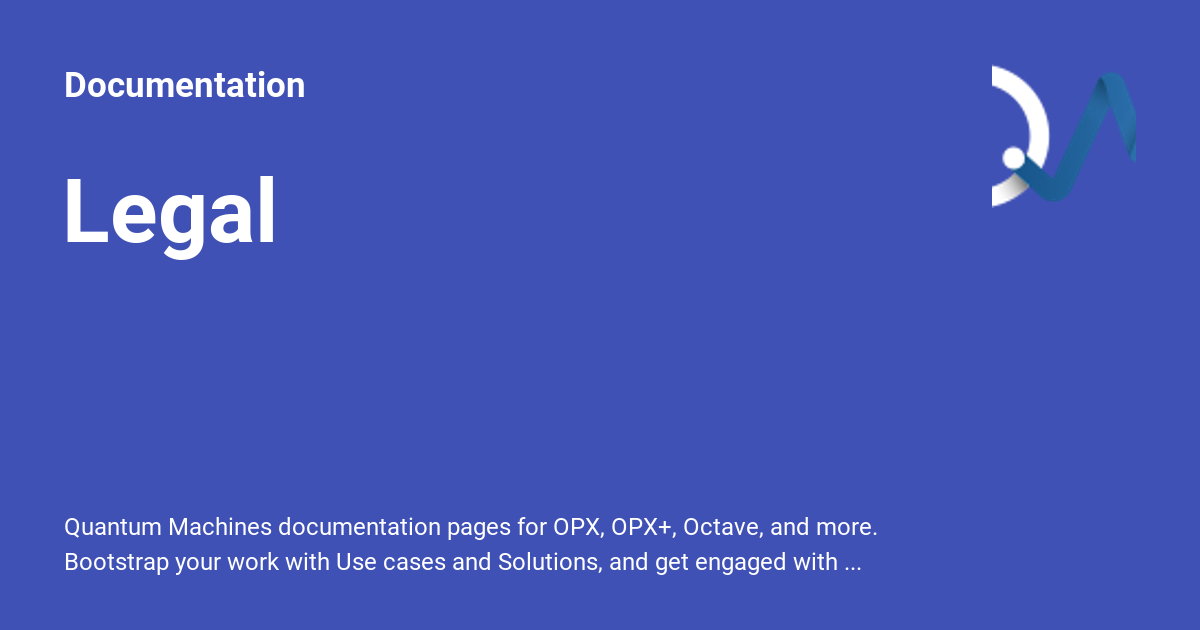 Documentation
Legal
Quantum Machines documentation pages for OPX, OPX+, Octave, and more.
Bootstrap your work with Use cases and Solutions, and get engaged with ...